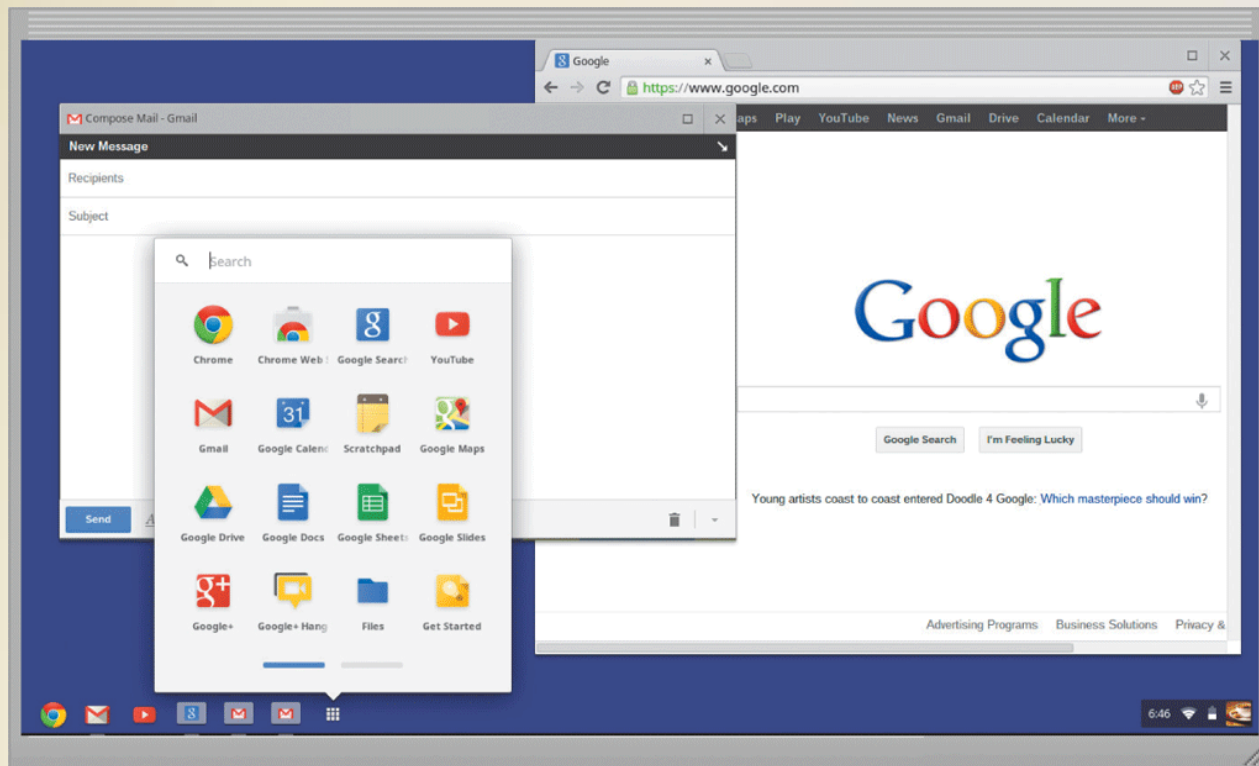 Google
https://www.google.com
ABP
Compose Mail - Gmail
aps Play YouTube News Gmail Drive Calendar More
New Message
Recipients
Subject
Search
Google
Chrome Chrome Web Google Search YouTube
31
Google Search I'm Feeling Lucky
Gmail Google Calend Scratchpad Google Maps
Young artists coast to coast entered Doodle 4 Google: Which masterpiece should win?
Send A
Google Drive Google Docs Google Sheets Google Slides
g+
Google+ Google+ Hang Files Get Started
Advertising Programs Business Solutions Privacy &
6:46